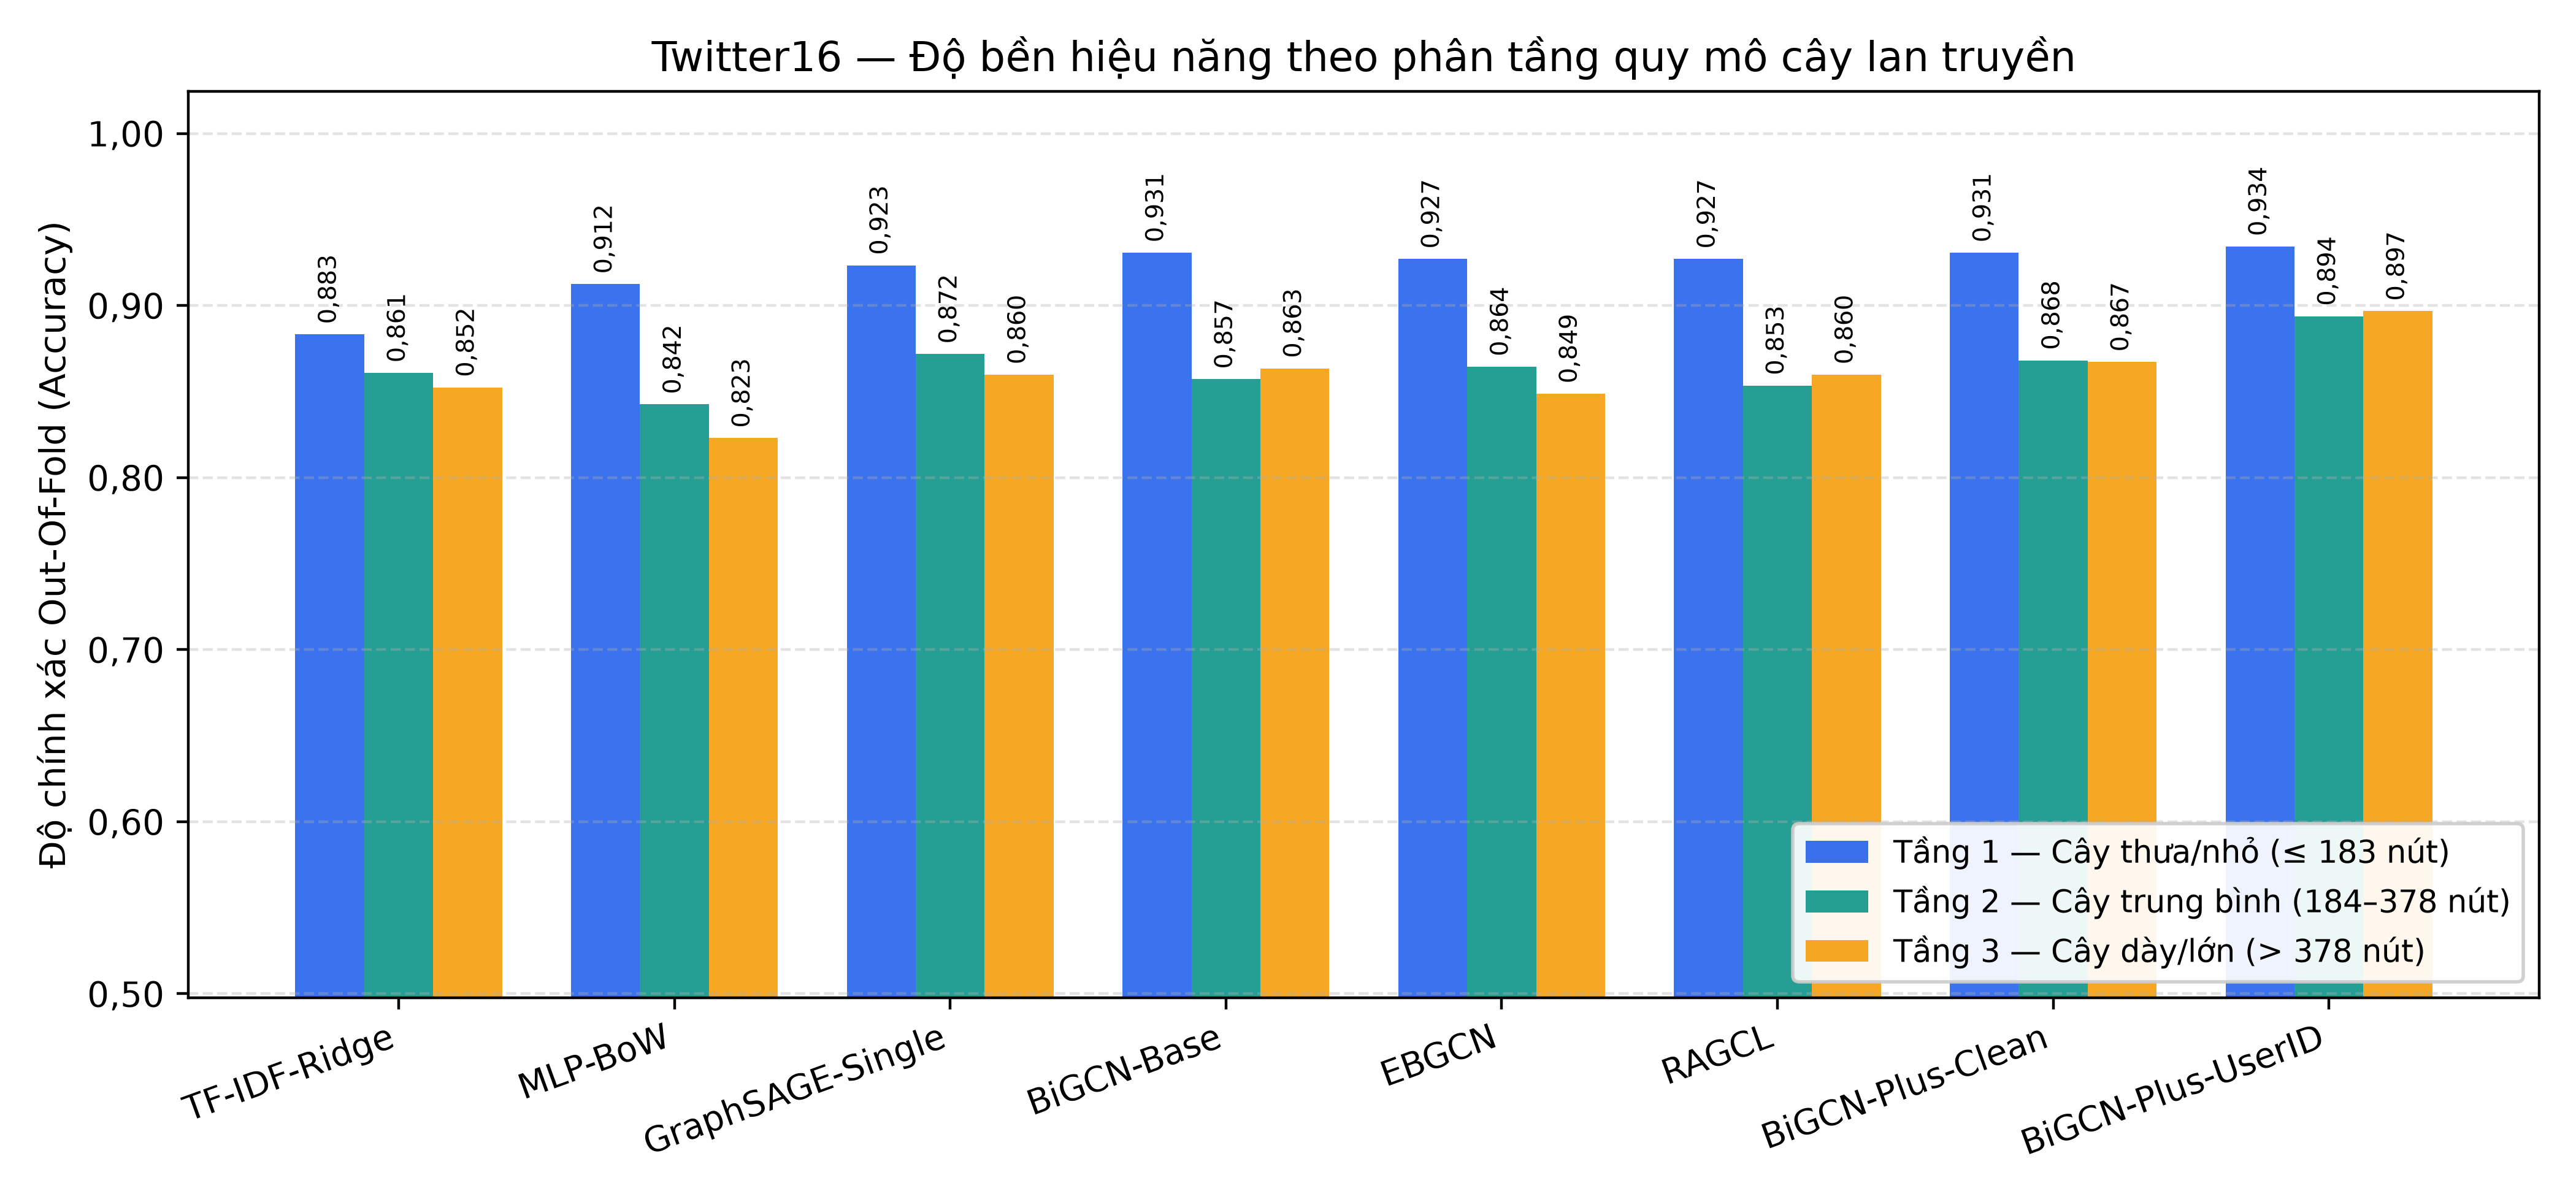 Twitter16 — Độ bền hiệu năng theo phân tầng quy mô cây lan truyền
Độ chính xác Out-Of-Fold (Accuracy)
1,00
0,90
0,80
0,70
0,60
0,50
0,883
0,861
0,852
0,912
0,842
0,823
0,923
0,872
0,860
0,931
0,857
0,863
0,927
0,864
0,849
0,927
0,853
0,860
0,931
0,868
0,867
0,934
0,894
0,897
Tầng 1 — Cây thưa/nhỏ (≤ 183 nút)
Tầng 2 — Cây trung bình (184–378 nút)
Tầng 3 — Cây dày/lớn (> 378 nút)
TF-IDF-Ridge
MLP-BoW
GraphSAGE-Single
BiGCN-Base
EBGCN
RAGCL
BiGCN-Plus-Clean
BiGCN-Plus-UserID